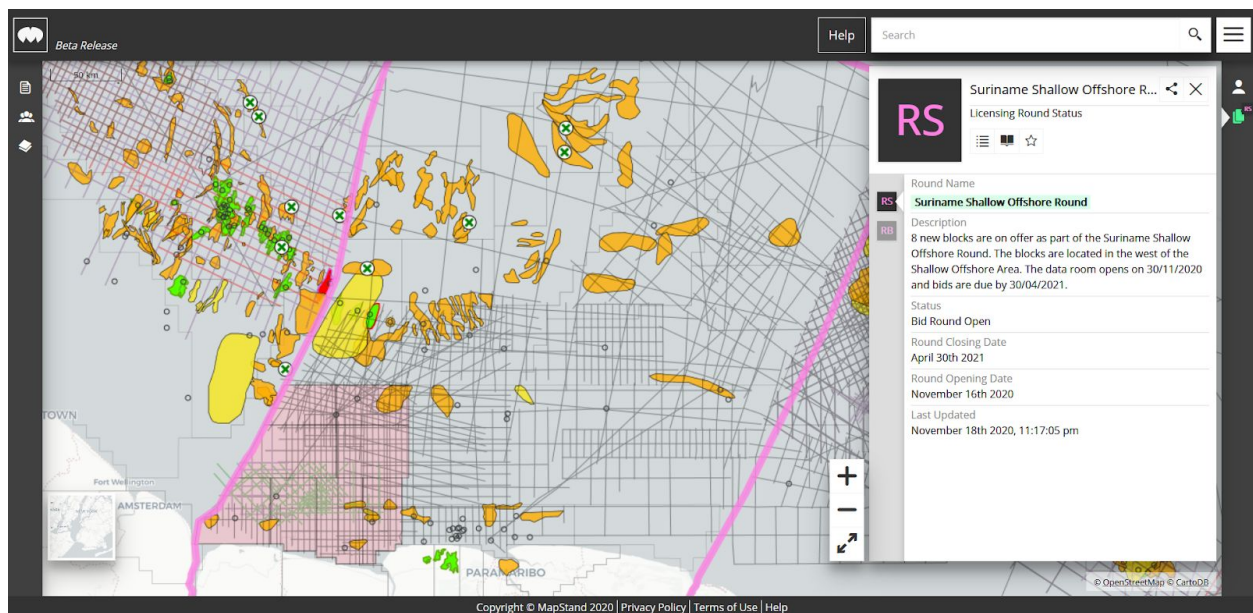 Beta Release
Help
Search
50 km
TOWN
Fort Wellington
AMSTERDAM
PARAMARIBO
RS
Suriname Shallow Offshore R...
Licensing Round Status
RS
RS
RB
Round Name
Suriname Shallow Offshore Round
Description
8 new blocks are on offer as part of the Suriname Shallow
Offshore Round. The blocks are located in the west of the
Shallow Offshore Area. The data room opens on 30/11/2020
and bids are due by 30/04/2021.
Status
Bid Round Open
Round Closing Date
April 30th 2021
Round Opening Date
November 16th 2020
Last Updated
November 18th 2020, 11:17:05 pm
© OpenStreetMap © CartoDB
Copyright © MapStand 2020 | Privacy Policy | Terms of Use | Help